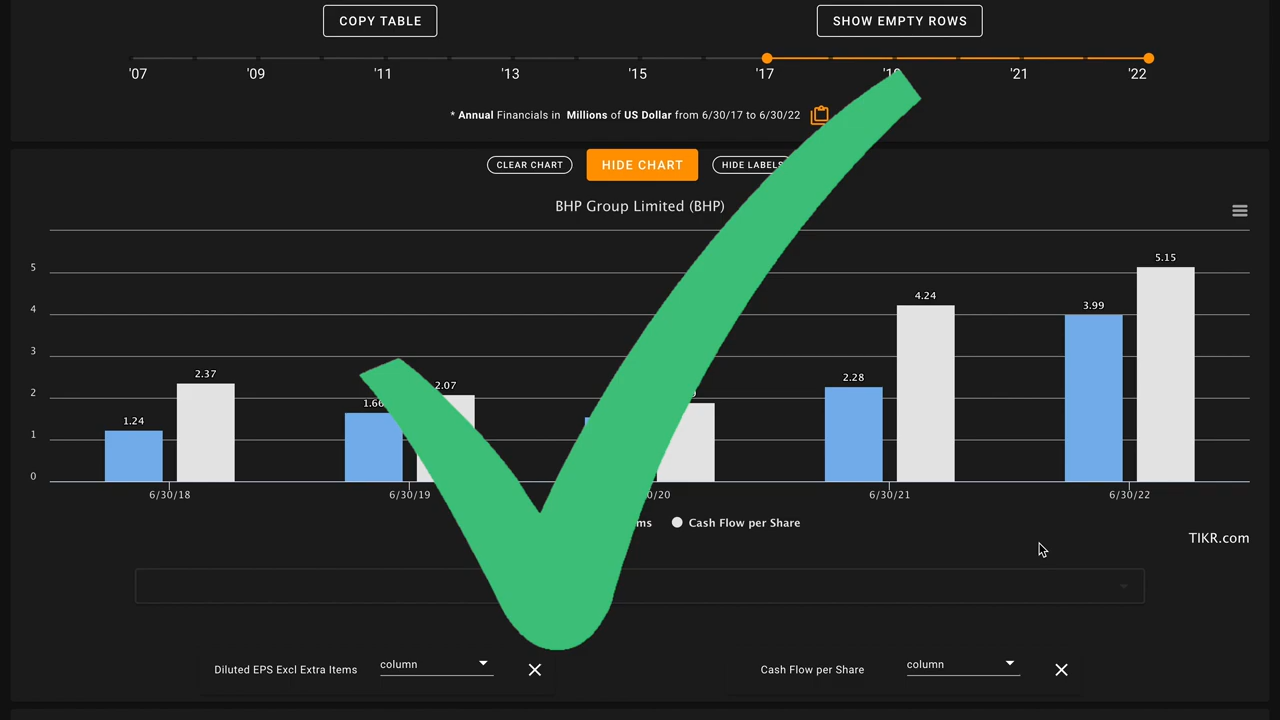 COPY TABLE SHOW EMPTY ROWS
'07 '09 '11 '13 '15 '17 '21 '22
* Annual Financials in Millions of US Dollar from 6/30/17 to 6/30/22
CLEAR CHART HIDE CHART HIDE LABELS
BHP Group Limited (BHP)
5
4
3
2
1
0
1.24
2.37
2.07
2.28
4.24
3.99
5.15
6/30/18 6/30/19 6/30/21 6/30/22
Cash Flow per Share
TIKR.com
Diluted EPS Excl Extra Items column Cash Flow per Share column